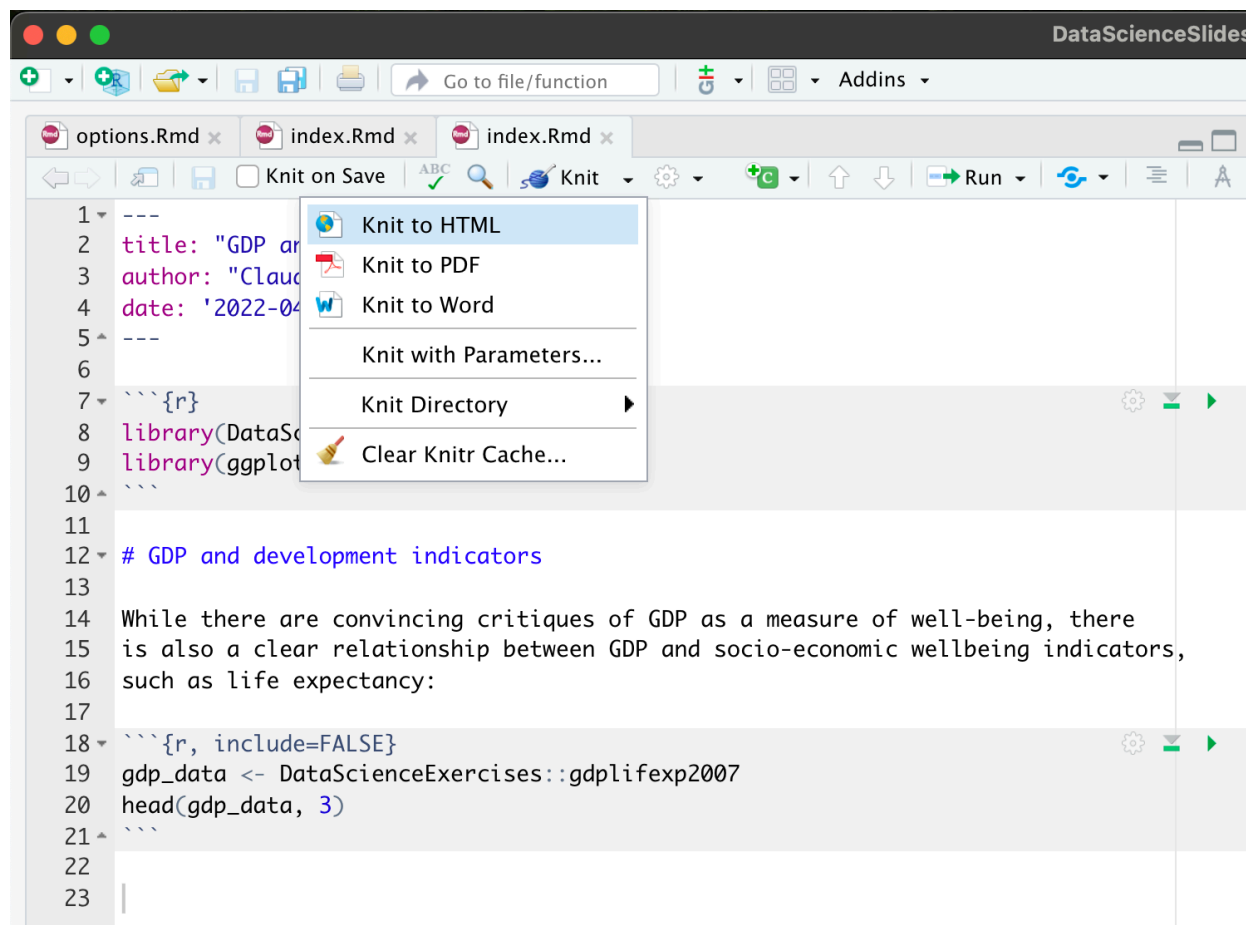 DataScienceSlides
Go to file/function
Git
Addins
options.Rmd
index.Rmd
index.Rmd
Knit on Save
ABC
Knit
Run
Knit to HTML
Knit to PDF
Knit to Word
Knit with Parameters...
Knit Directory
Clear Knitr Cache...
1 ---
2 title: "GDP an
3 author: "Claud
4 date: '2022-04
5 ---
6
7 ```{r}
8 library(DataSc
9 library(ggplot
10 ```
11
12 # GDP and development indicators
13
14 While there are convincing critiques of GDP as a measure of well-being, there
15 is also a clear relationship between GDP and socio-economic wellbeing indicators,
16 such as life expectancy:
17
18 ```{r, include=FALSE}
19 gdp_data <- DataScienceExercises::gdplifexp2007
20 head(gdp_data, 3)
21 ```
22
23